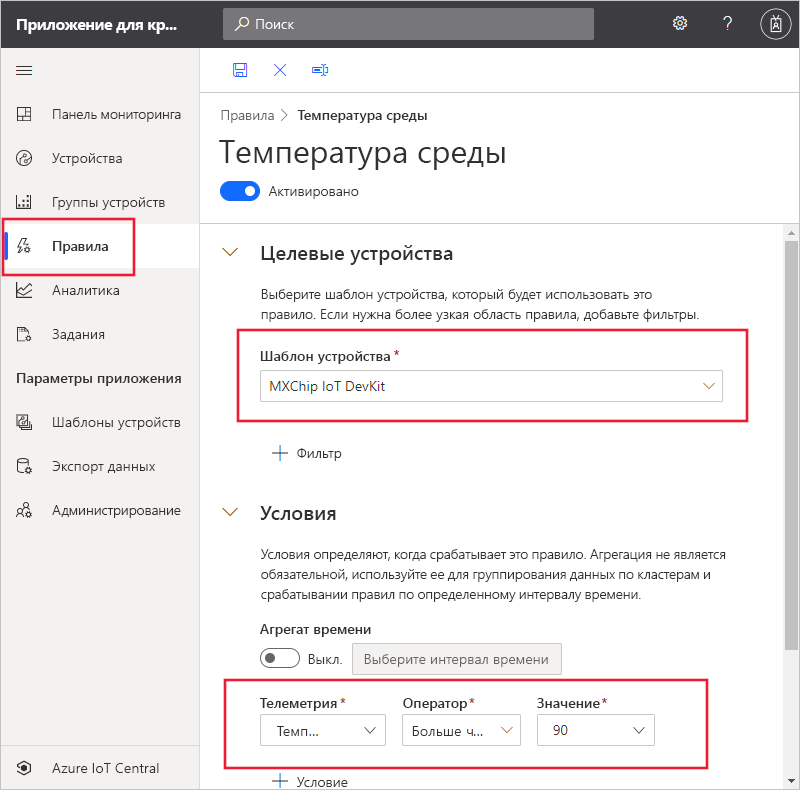 Приложение для кр...
Поиск
?
Панель мониторинга
Устройства
Группы устройств
Правила
Аналитика
Задания
Параметры приложения
Шаблоны устройств
Экспорт данных
Администрирование
Azure IoT Central
Правила > Температура среды
Температура среды
Активировано
Целевые устройства
Выберите шаблон устройства, который будет использовать это
правило. Если нужна более узкая область правила, добавьте фильтры.
Шаблон устройства *
MXChip IoT DevKit
+ Фильтр
Условия
Условия определяют, когда срабатывает это правило. Агрегация не является
обязательной, используйте ее для группирования данных по кластерам и
срабатывании правил по определенному интервалу времени.
Агрегат времени
Выкл. Выберите интервал времени
Телеметрия * Оператор* Значение*
Темп... Больше ч... 90
+ Условие